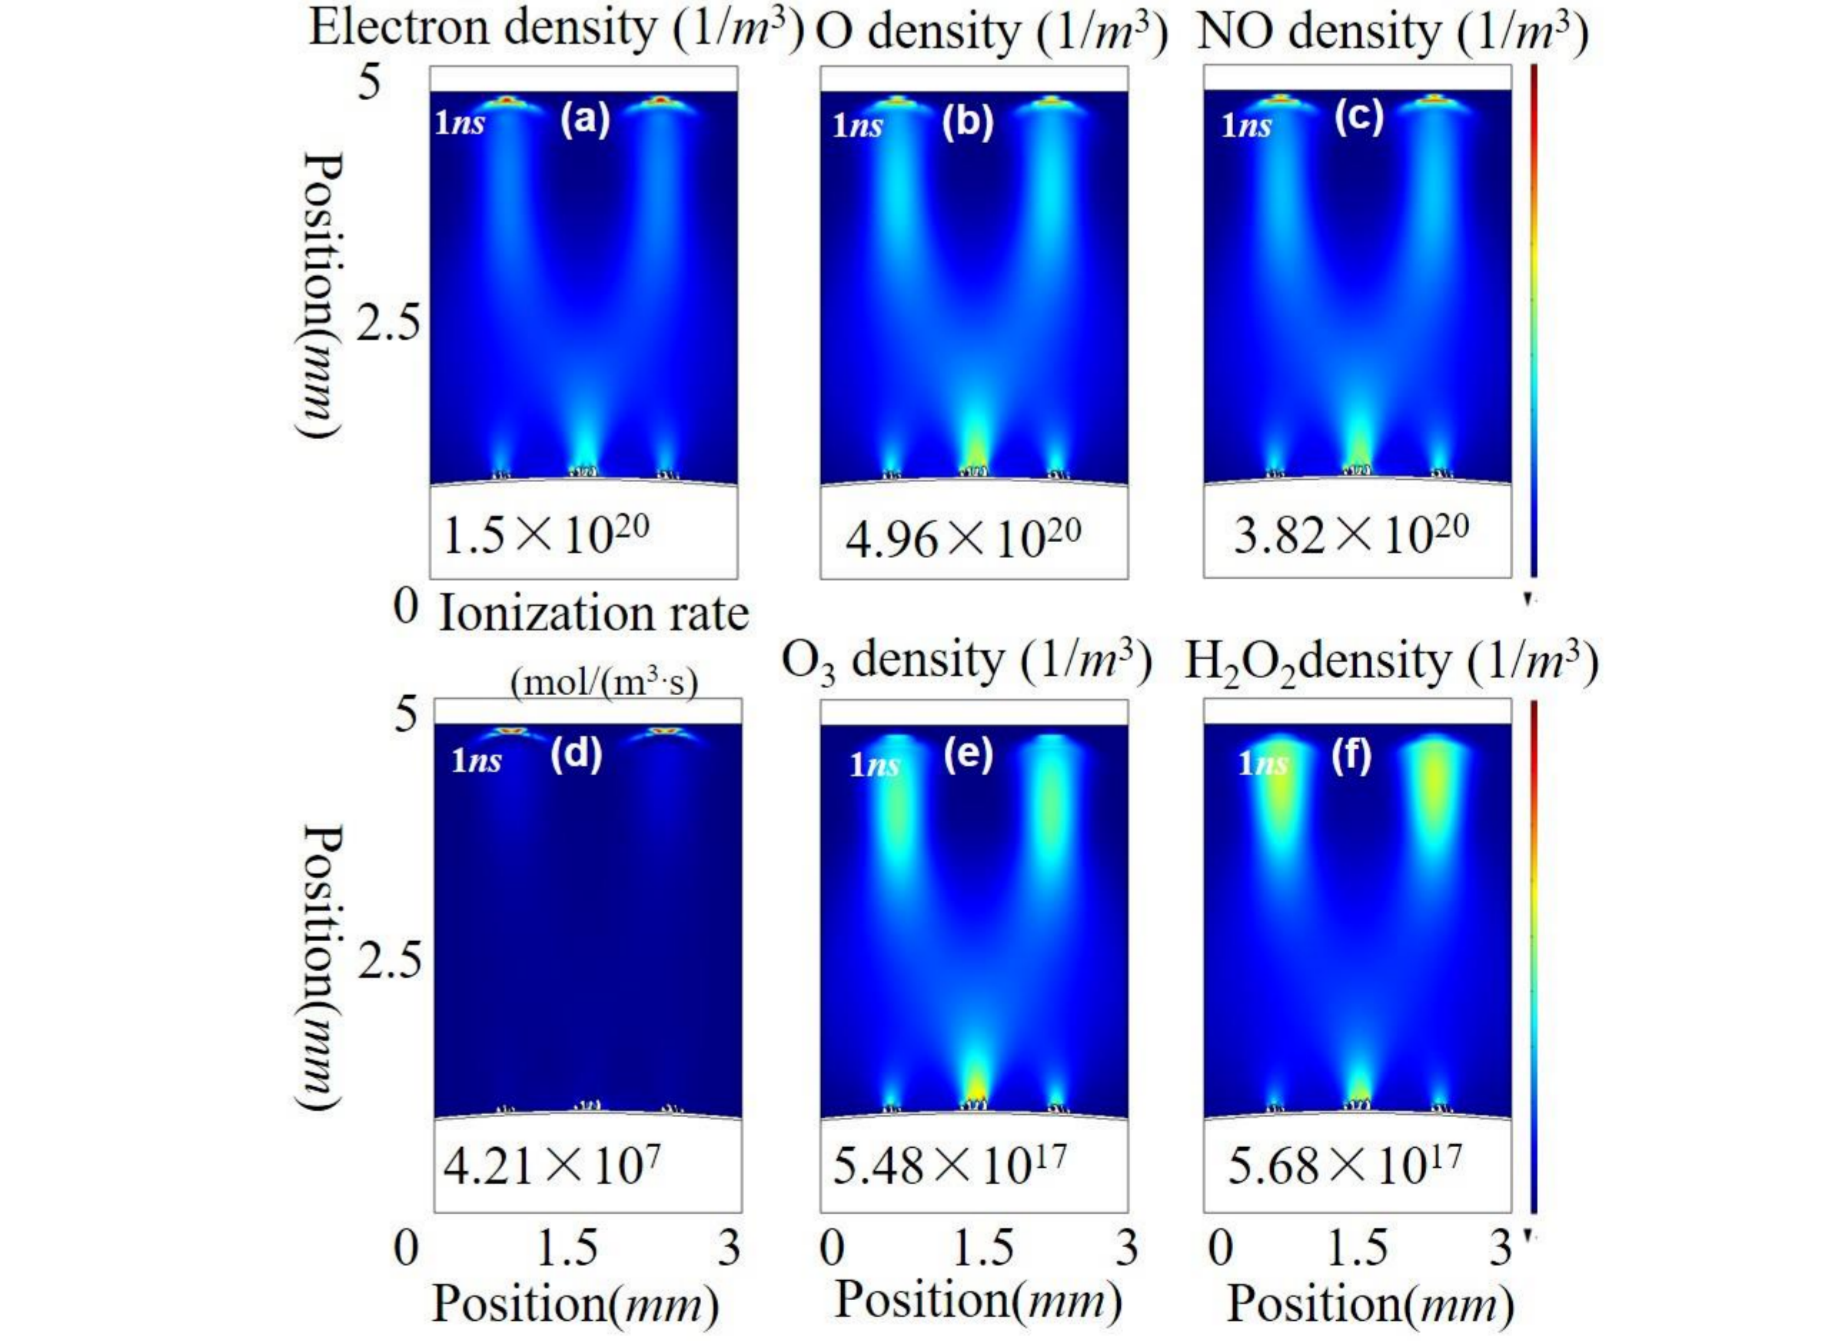 Electron density (1/m³) O density (1/m³) NO density (1/m³)
5
1ns (a)
1ns (b)
1ns (c)
Position(mm)
2.5
1.5×10²⁰
4.96×10²⁰
3.82×10²⁰
0
Ionization rate
(mol/(m³·s)
O₃ density (1/m³)
H₂O₂density (1/m³)
5
1ns (d)
1ns (e)
1ns (f)
Position(mm)
2.5
4.21×10⁷
5.48×10¹⁷
5.68×10¹⁷
0 1.5 3
0 1.5 3
0 1.5 3
Position(mm)
Position(mm)
Position(mm)